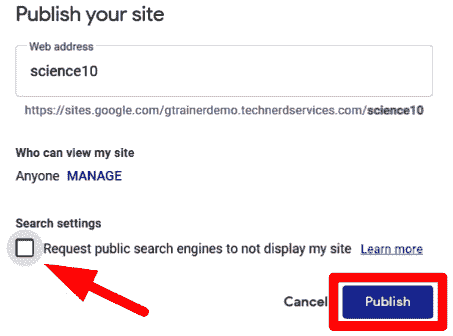 Publish your site
Web address
science10
https://sites.google.com/gtrainerdemo.technerdservices.com/science10
Who can view my site
Anyone MANAGE
Search settings
Request public search engines to not display my site Learn more
Cancel Publish